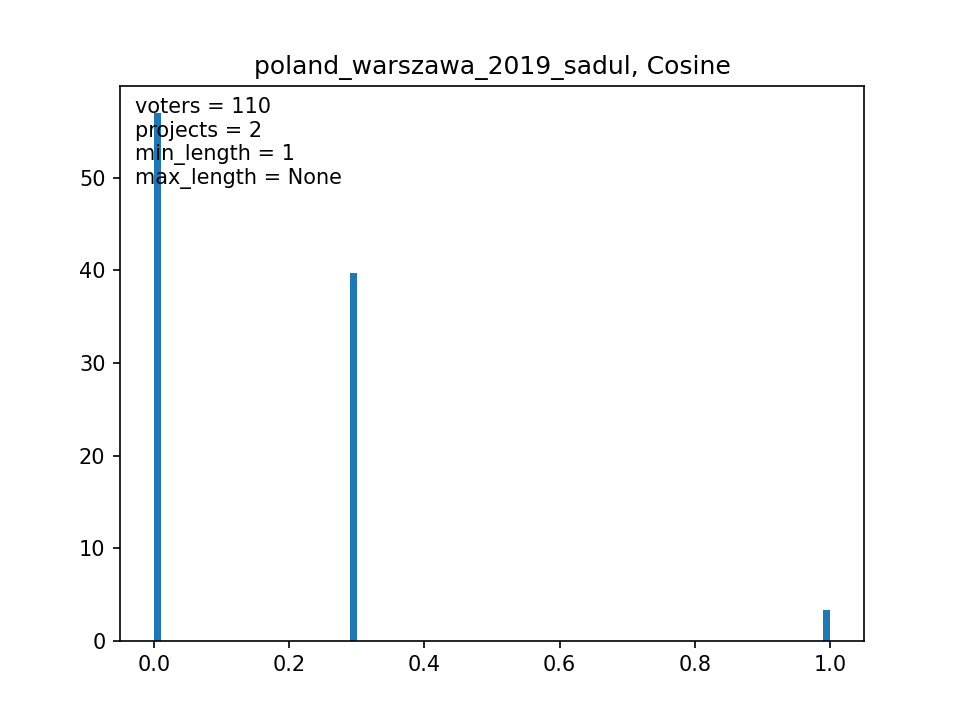 poland_warszawa_2019_sadul, Cosine
voters = 110
projects = 2
min_length = 1
max_length = None
50
40
30
20
10
0
0.0 0.2 0.4 0.6 0.8 1.0